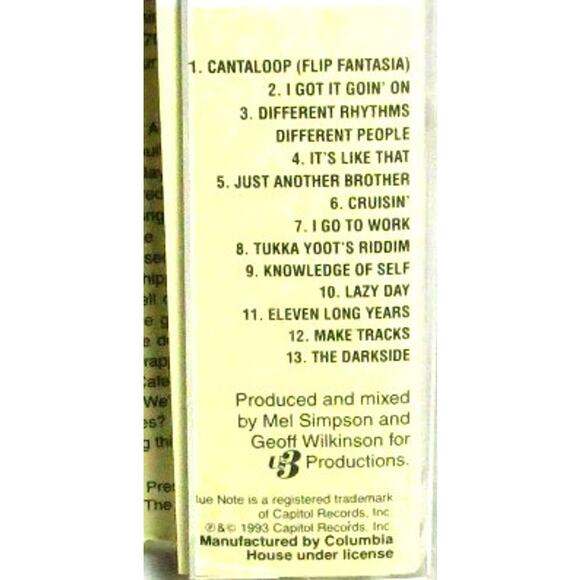 1. CANTALOOP (FLIP FANTASIA)
2. I GOT IT GOIN' ON
3. DIFFERENT RHYTHMS
DIFFERENT PEOPLE
4. IT'S LIKE THAT
5. JUST ANOTHER BROTHER
6. CRUISIN'
7. I GO TO WORK
8. TUKKA YOOT'S RIDDIM
9. KNOWLEDGE OF SELF
10. LAZY DAY
11. ELEVEN LONG YEARS
12. MAKE TRACKS
13. THE DARKSIDE
Produced and mixed
by Mel Simpson and
Geoff Wilkinson for
us3 Productions.
lue Note is a registered trademark
of Capitol Records, Inc
℗&© 1993 Capitol Records, Inc
Manufactured by Columbia
House under license